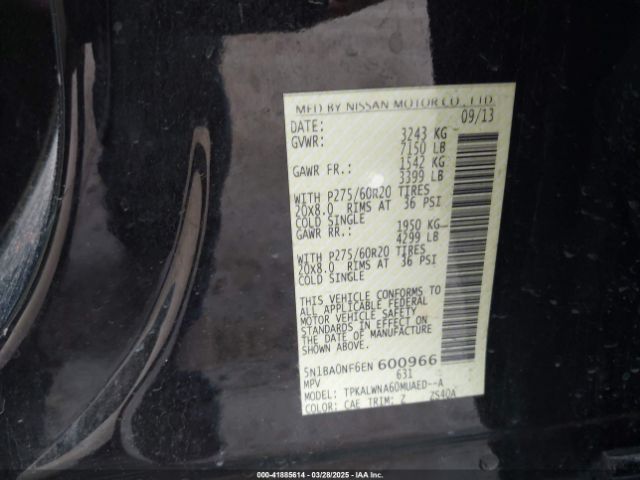 MFD BY NISSAN MOTOR CO., LTD.
DATE: 09/13
GVWR: 3243 KG
7150 LB
GAWR FR.: 1542 KG
3399 LB
WITH P275/60R20 TIRES
20X8.0 RIMS AT 36 PSI
COLD SINGLE
GAWR RR.: 1950 KG
4299 LB
WITH P275/60R20 TIRES
20X8.0 RIMS AT 36 PSI
COLD SINGLE
THIS VEHICLE CONFORMS TO
ALL APPLICABLE FEDERAL
MOTOR VEHICLE SAFETY
STANDARDS IN EFFECT ON
THE DATE OF MANUFACTURE
SHOWN ABOVE.
5N1BA0NF6EN 600966
MPV 631
MODEL: TPKALWNA60MUAED--A
COLOR: CAE TRIM: Z ZS40A
000-41885614 - 03/28/2025 - IAA Inc.